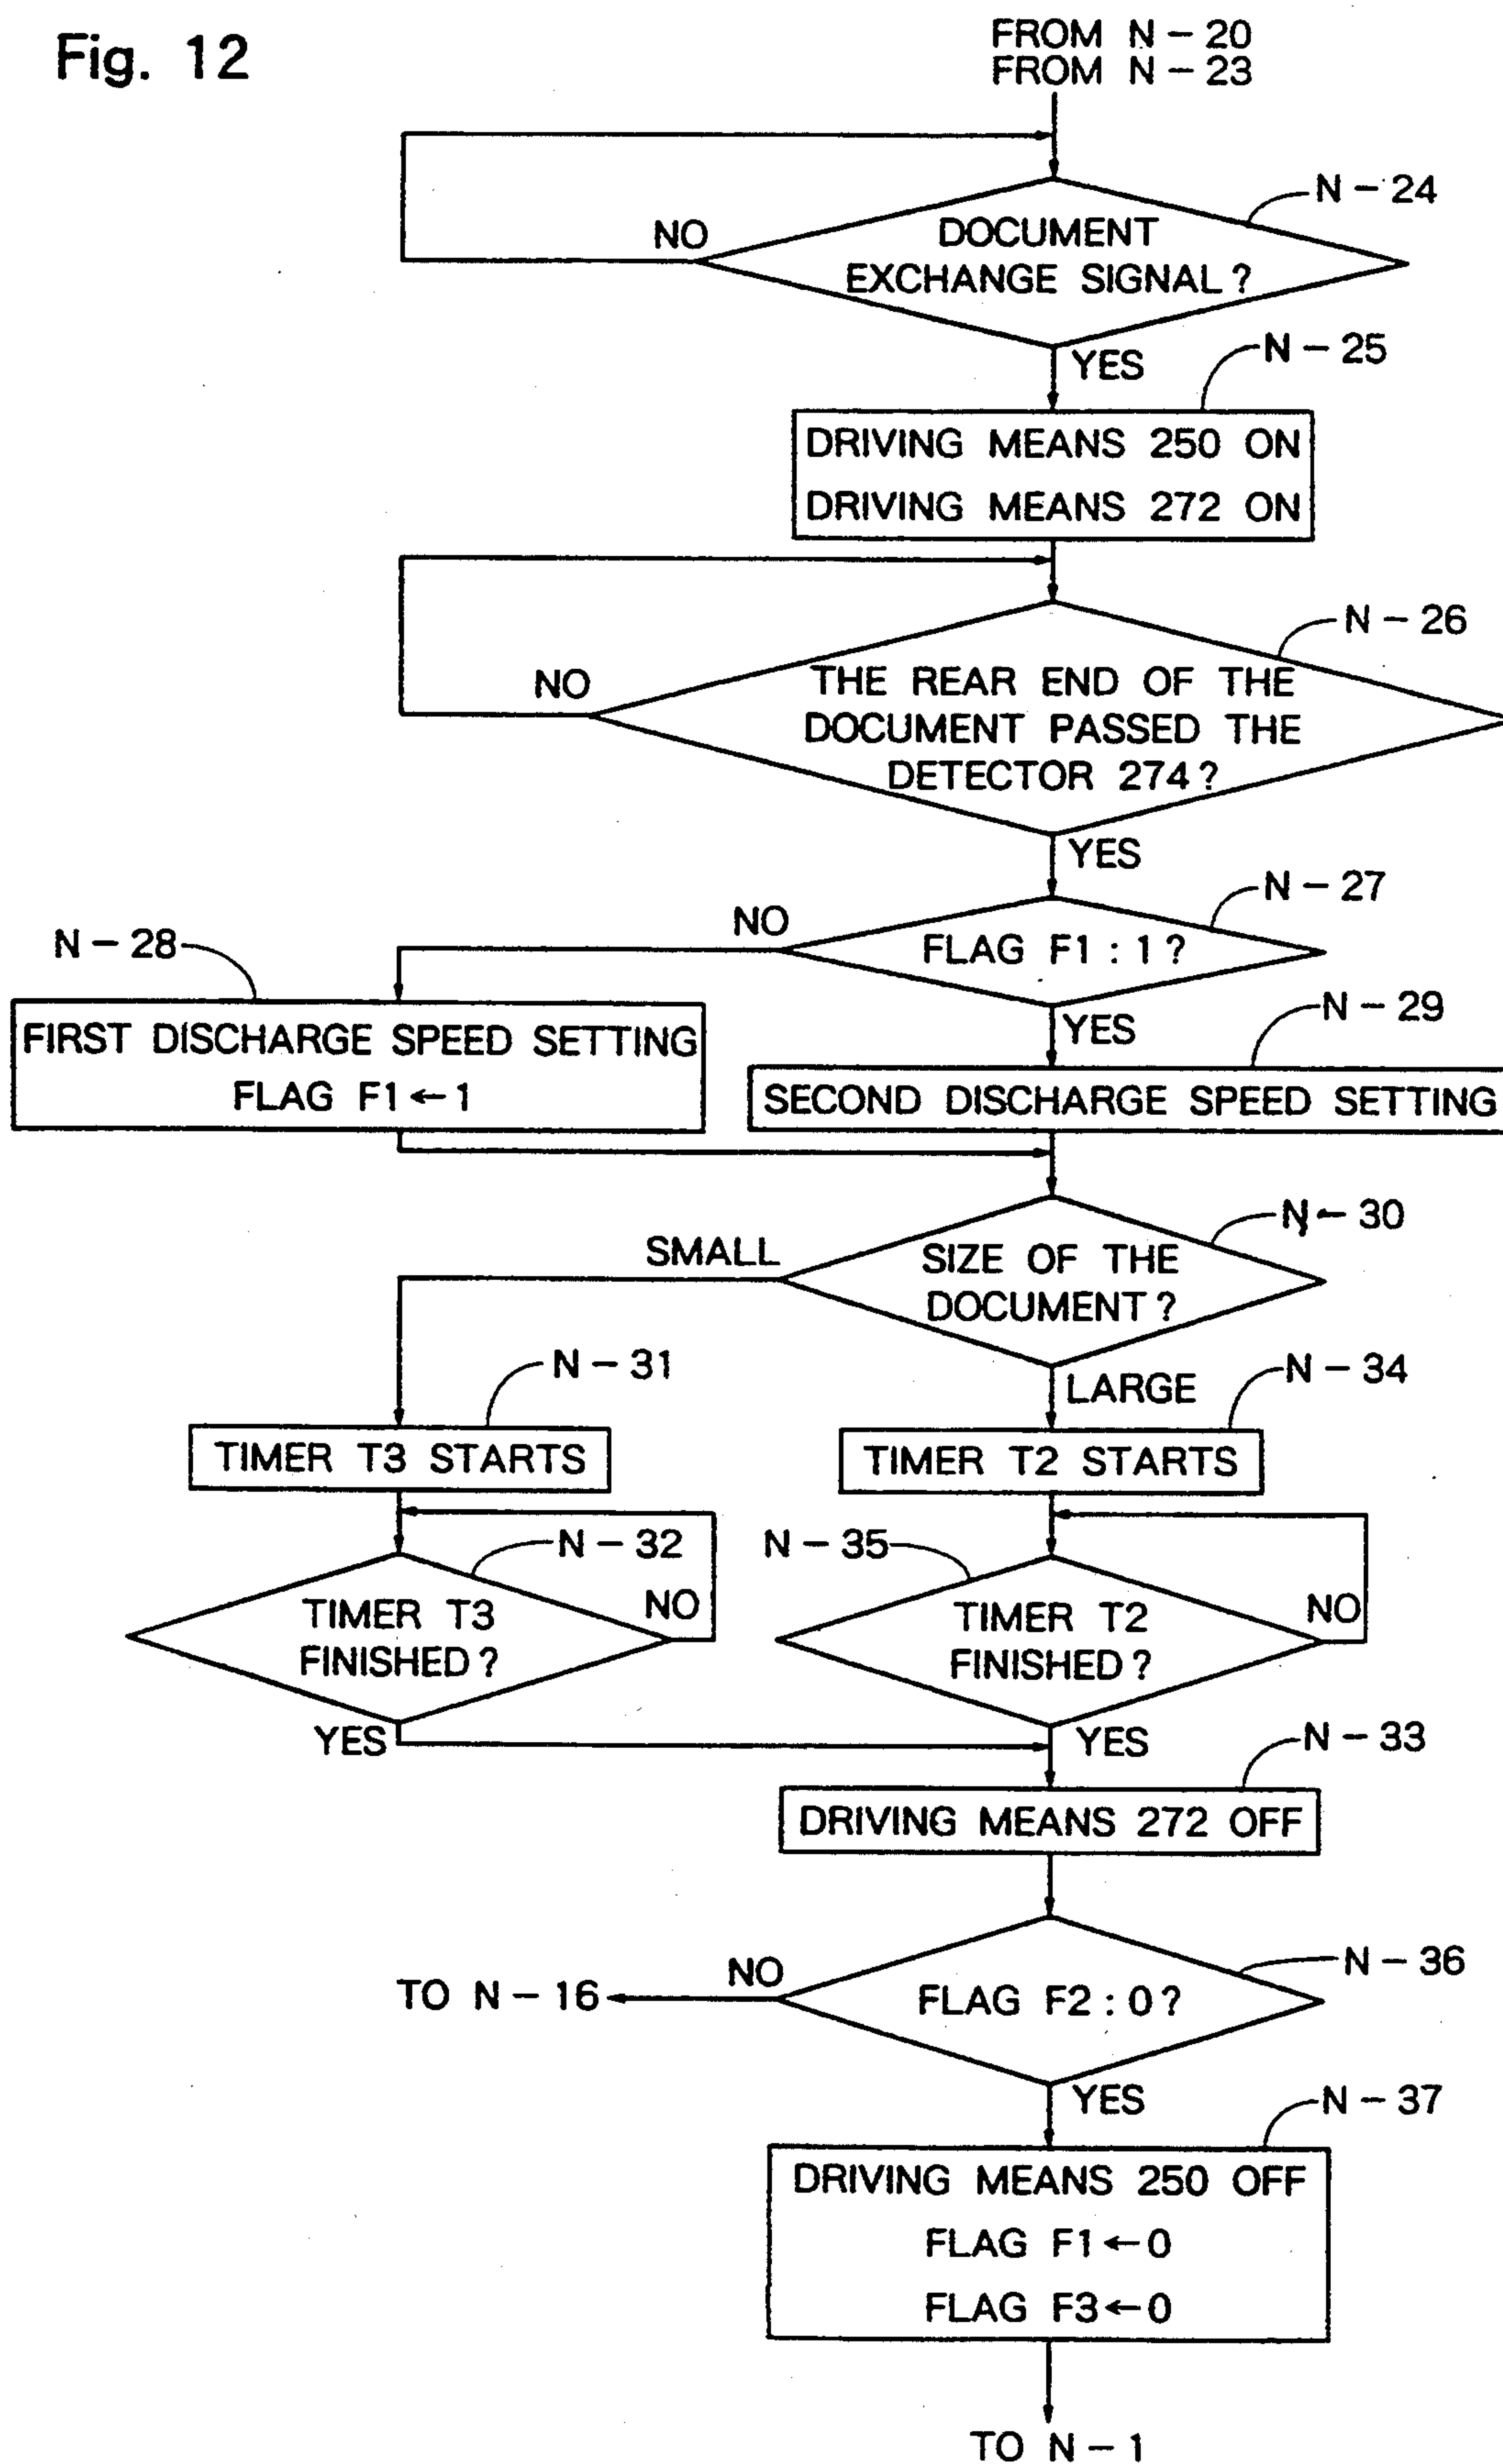 Fig. 12
FROM N-20
FROM N-23
N-24
NO
DOCUMENT
EXCHANGE SIGNAL?
YES
N-25
DRIVING MEANS 250 ON
DRIVING MEANS 272 ON
N-26
NO
THE REAR END OF THE
DOCUMENT PASSED THE
DETECTOR 274?
YES
N-27
NO
FLAG F1:1?
N-28
YES
N-29
FIRST DISCHARGE SPEED SETTING
FLAG F1←1
SECOND DISCHARGE SPEED SETTING
N-30
SMALL
SIZE OF THE
DOCUMENT?
N-31
LARGE
N-34
TIMER T3 STARTS
TIMER T2 STARTS
N-32
N-35
TIMER T3
FINISHED?
NO
TIMER T2
FINISHED?
NO
YES
YES
N-33
DRIVING MEANS 272 OFF
N-36
NO
TO N-16
FLAG F2:0?
YES
N-37
DRIVING MEANS 250 OFF
FLAG F1←0
FLAG F3←0
TO N-1